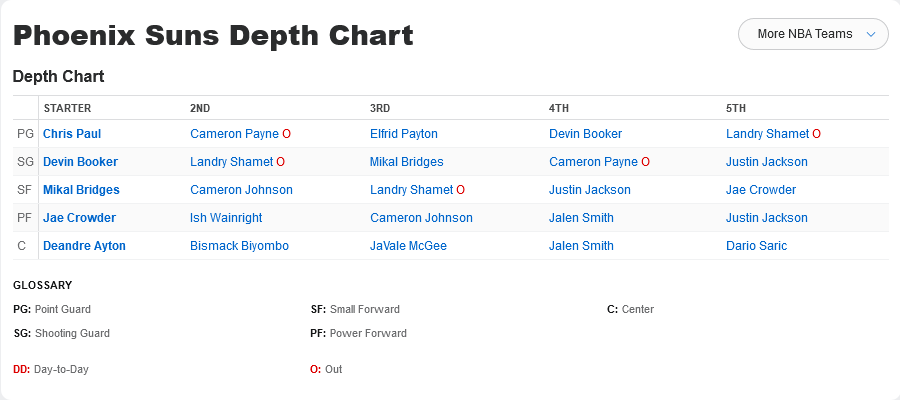 Phoenix Suns Depth Chart
More NBA Teams
Depth Chart
STARTER 2ND 3RD 4TH 5TH
PG Chris Paul Cameron Payne O Elfrid Payton Devin Booker Landry Shamet O
SG Devin Booker Landry Shamet O Mikal Bridges Cameron Payne O Justin Jackson
SF Mikal Bridges Cameron Johnson Landry Shamet O Justin Jackson Jae Crowder
PF Jae Crowder Ish Wainright Cameron Johnson Jalen Smith Justin Jackson
C Deandre Ayton Bismack Biyombo JaVale McGee Jalen Smith Dario Saric
GLOSSARY
PG: Point Guard SF: Small Forward C: Center
SG: Shooting Guard PF: Power Forward
DD: Day-to-Day O: Out